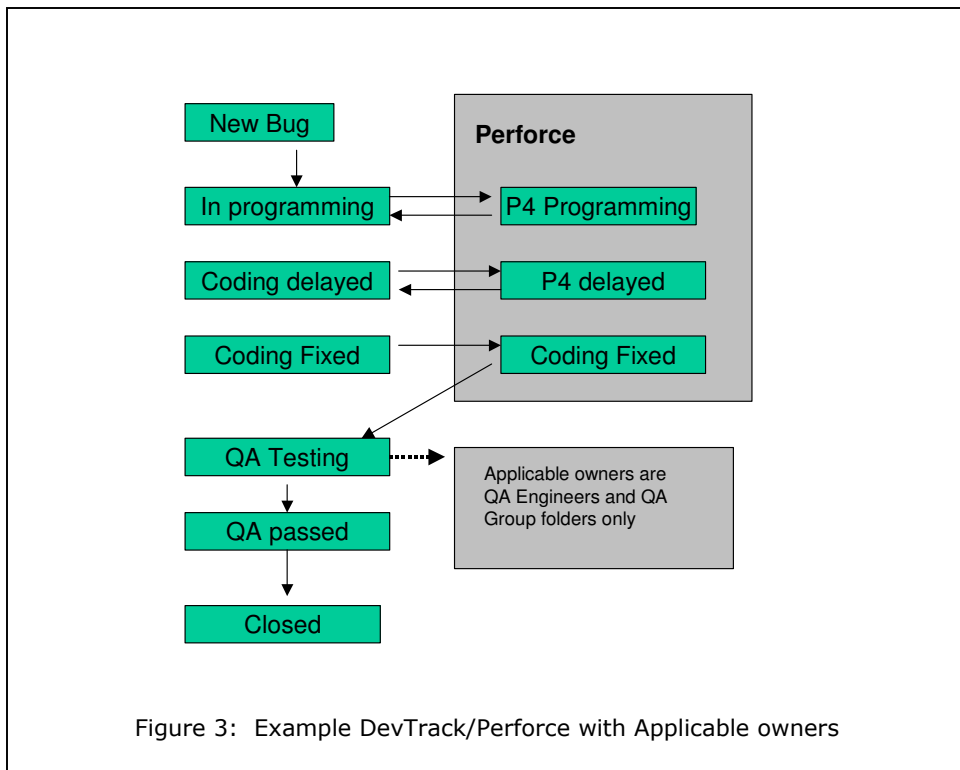 New Bug
Perforce
In programming
P4 Programming
Coding delayed
P4 delayed
Coding Fixed
Coding Fixed
QA Testing
Applicable owners are
QA Engineers and QA
Group folders only
QA passed
Closed
Figure 3: Example DevTrack/Perforce with Applicable owners